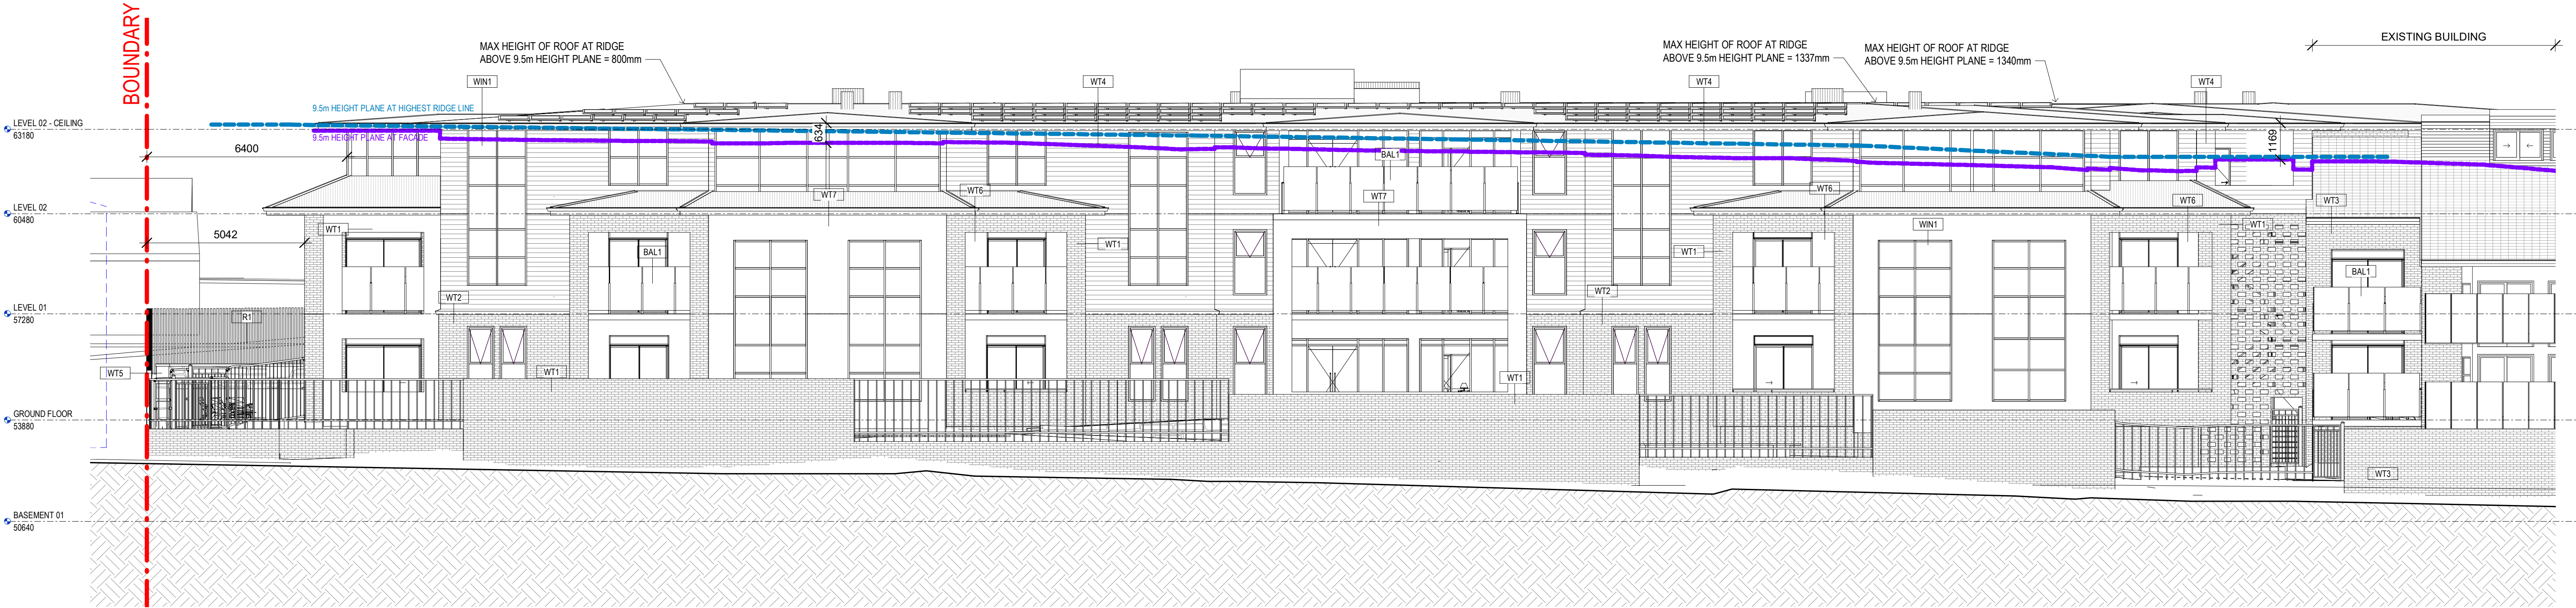 BOUNDARY
MAX HEIGHT OF ROOF AT RIDGE
ABOVE 9.5m HEIGHT PLANE = 800mm
MAX HEIGHT OF ROOF AT RIDGE
ABOVE 9.5m HEIGHT PLANE = 1337mm
MAX HEIGHT OF ROOF AT RIDGE
ABOVE 9.5m HEIGHT PLANE = 1340mm
EXISTING BUILDING
WIN1
WT4
WT4
WT4
9.5m HEIGHT PLANE AT HIGHEST RIDGE LINE
LEVEL 02 - CEILING
63180
9.5m HEIGHT PLANE AT FACADE
634
1169
6400
BAL1
WT7
WT6
WT7
WT6
WT6
WT3
LEVEL 02
60480
5042
WT1
WT1
WT1
WT1
WIN1
BAL1
BAL1
WT2
WT2
LEVEL 01
57280
R1
WT5
WT1
WT1
GROUND FLOOR
53880
WT3
BASEMENT 01
50640